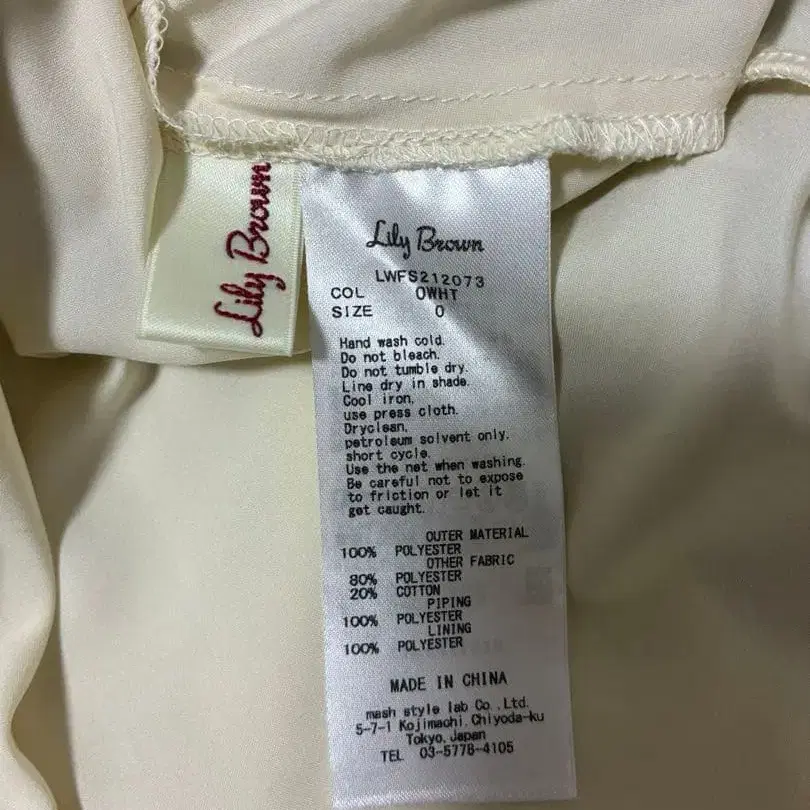 Lily Brown
Lily Brown
LWFS212073
COL OWHT
SIZE 0
Hand wash cold.
Do not bleach.
Do not tumble dry.
Line dry in shade.
Cool iron,
use press cloth.
Dryclean,
petroleum solvent only.
short cycle.
Use the net when washing.
Be careful not to expose
to friction or let it
get caught.
OUTER MATERIAL
100% POLYESTER
OTHER FABRIC
80% POLYESTER
20% COTTON
PIPING
100% POLYESTER
LINING
100% POLYESTER
MADE IN CHINA
mash style lab Co.,Ltd.
5-7-1 Kojimachi, Chiyoda-ku
Tokyo, Japan
TEL 03-5778-4105